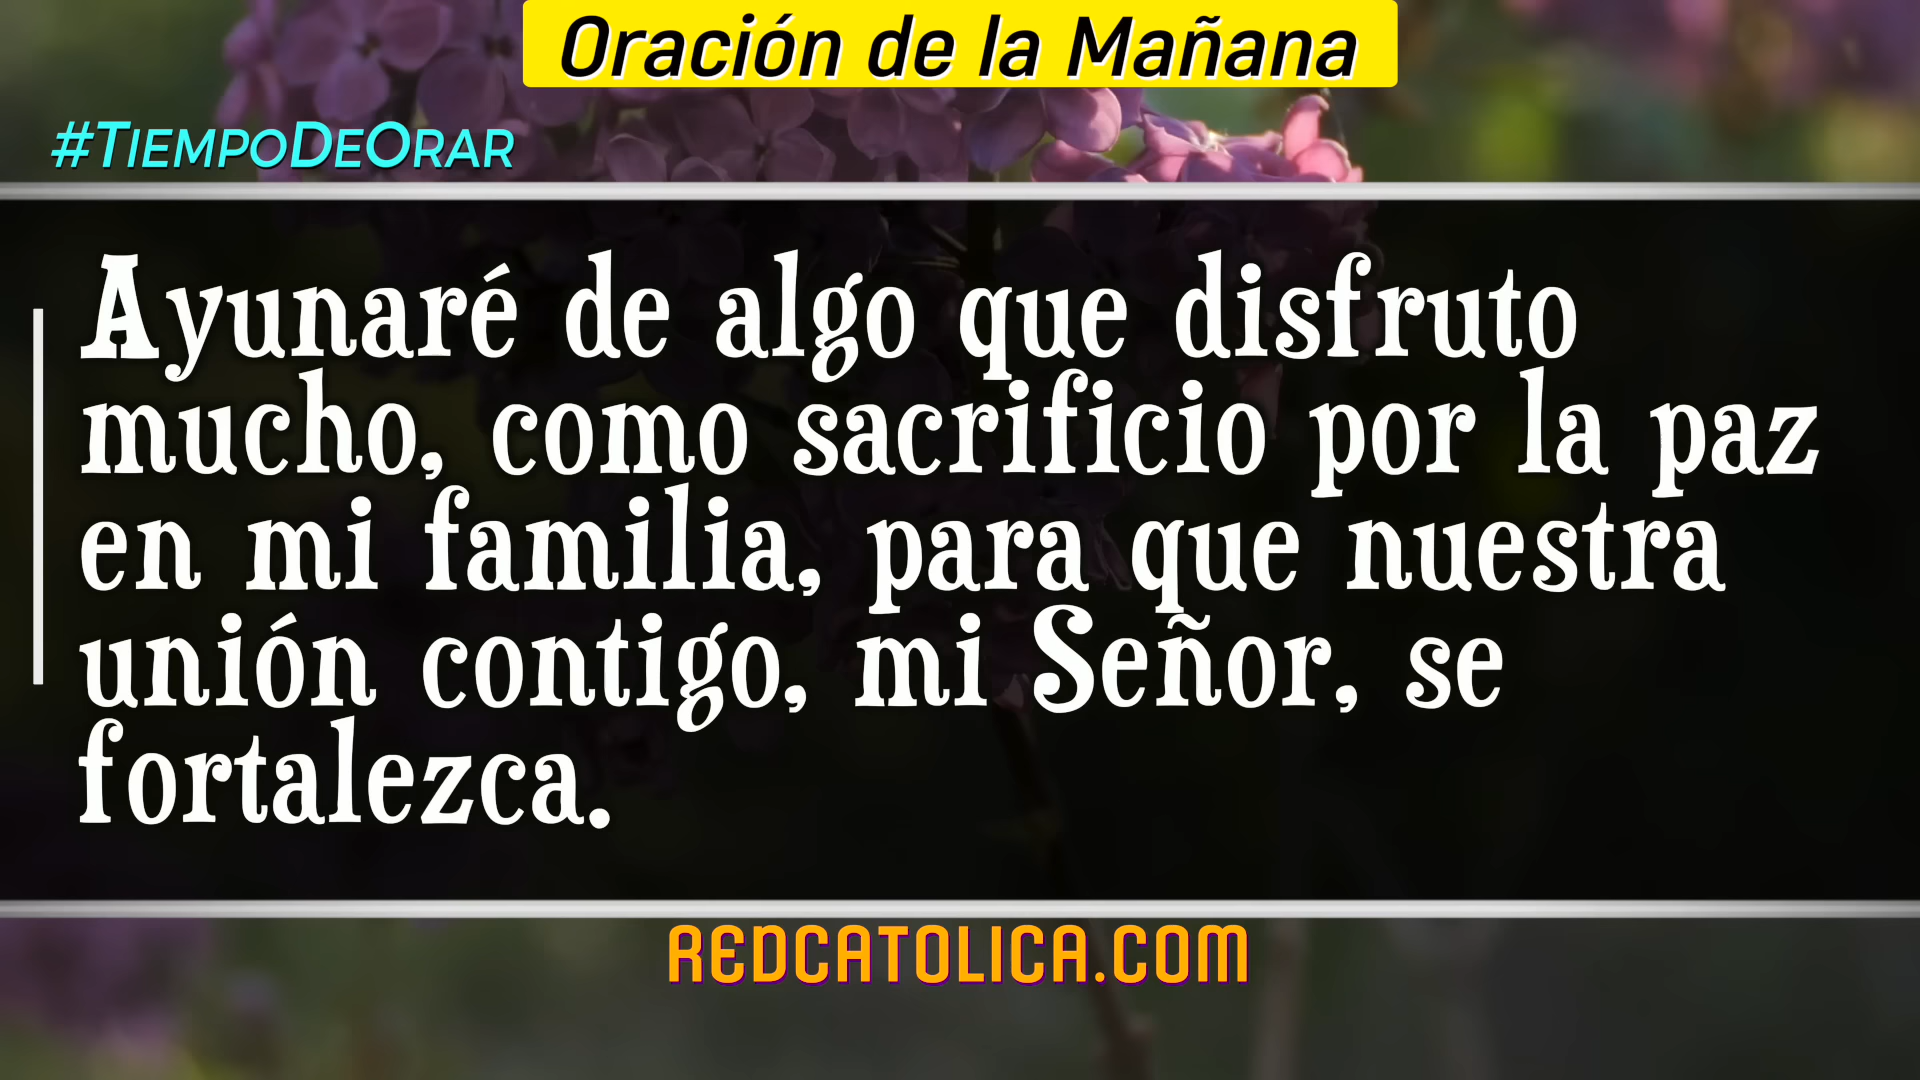 Oración de la Mañana
#TiempoDeOrar
Ayunaré de algo que disfruto
mucho, como sacrificio por la paz
en mi familia, para que nuestra
unión contigo, mi Señor, se
fortalezca.
REDCATOLICA.COM